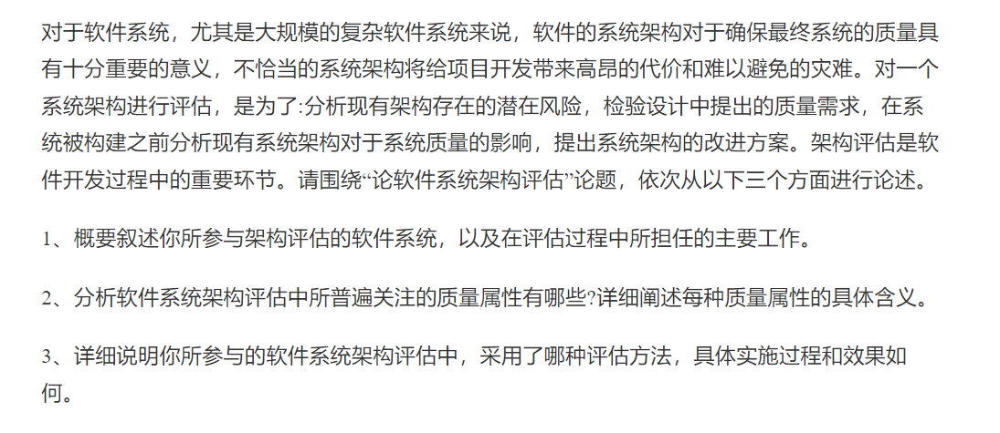 对于软件系统，尤其是大规模的复杂软件系统来说，软件的系统架构对于确保最终系统的质量具
有十分重要的意义，不恰当的系统架构将给项目开发带来高昂的代价和难以避免的灾难。对一个
系统架构进行评估，是为了:分析现有架构存在的潜在风险，检验设计中提出的质量需求，在系
统被构建之前分析现有系统架构对于系统质量的影响，提出系统架构的改进方案。架构评估是软
件开发过程中的重要环节。请围绕“论软件系统架构评估”论题，依次从以下三个方面进行论述。
1、概要叙述你所参与架构评估的软件系统，以及在评估过程中所担任的主要工作。
2、分析软件系统架构评估中所普遍关注的质量属性有哪些?详细阐述每种质量属性的具体含义。
3、详细说明你所参与的软件系统架构评估中，采用了哪种评估方法，具体实施过程和效果如
何。